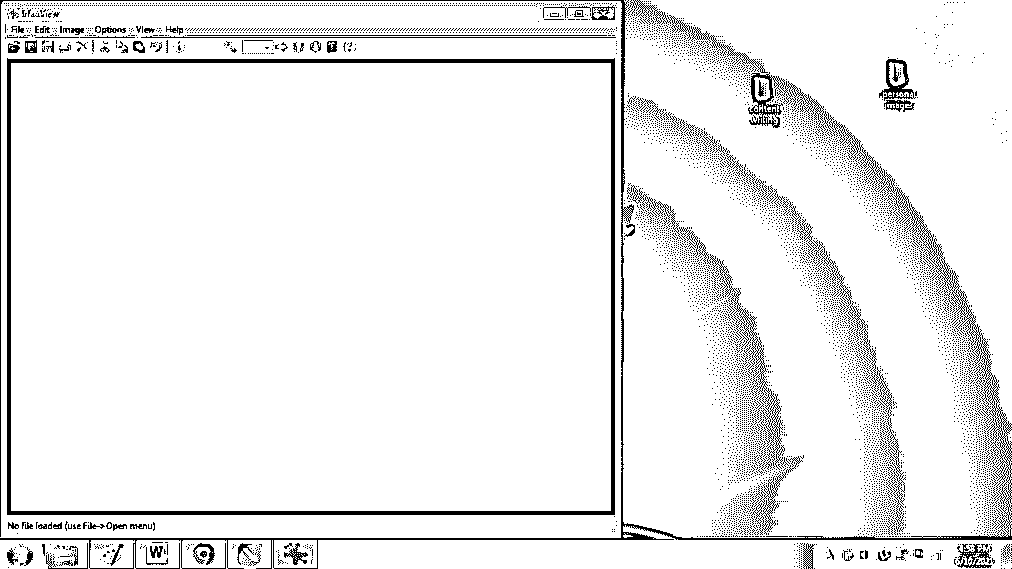 IrfanView
File Edit Image Options View Help
content
writing
personal
images
No file loaded (use File->Open menu)
W